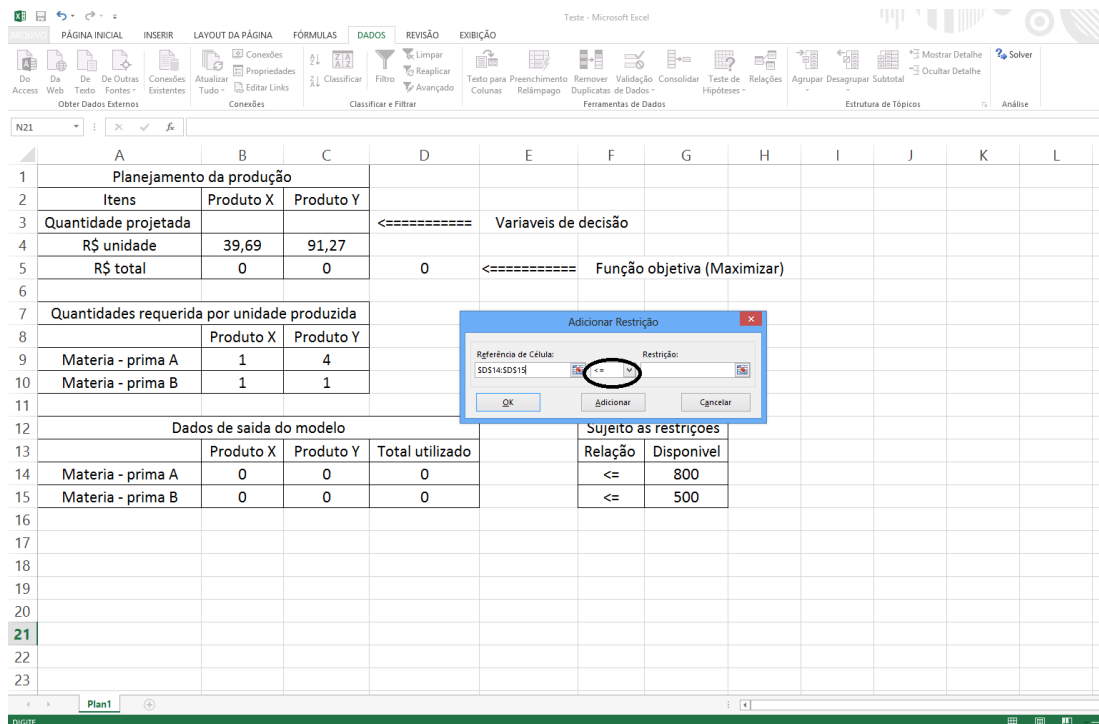 Teste - Microsoft Excel
ARQUIVO PÁGINA INICIAL INSERIR LAYOUT DA PÁGINA FÓRMULAS DADOS REVISÃO EXIBIÇÃO
Do Access
Da Web
De Texto
De Outras Fontes
Conexões Existentes
Obter Dados Externos
Atualizar Tudo
Conexões
Propriedades
Editar Links
Conexões
Classificar
Filtro
Limpar
Reaplicar
Avançado
Classificar e Filtrar
Texto para Colunas
Preenchimento Relâmpago
Remover Duplicatas
Validação de Dados
Consolidar
Teste de Hipóteses
Relações
Ferramentas de Dados
Agrupar
Desagrupar
Subtotal
Mostrar Detalhe
Ocultar Detalhe
Estrutura de Tópicos
Solver
Análise
N21 fx
A B C D E F G H I J K L
1 Planejamento da produção
2 Itens Produto X Produto Y
3 Quantidade projetada <=========== Variaveis de decisão
4 R$ unidade 39,69 91,27
5 R$ total 0 0 0 <=========== Função objetiva (Maximizar)
6
7 Quantidades requerida por unidade produzida
8 Produto X Produto Y
9 Materia - prima A 1 4
10 Materia - prima B 1 1
11
12 Dados de saida do modelo Sujeito as restrições
13 Produto X Produto Y Total utilizado Relação Disponivel
14 Materia - prima A 0 0 0 <= 800
15 Materia - prima B 0 0 0 <= 500
16
17
18
19
20
21
22
23
Adicionar Restrição
Referência de Célula: Restrição:
$D$14:$D$15 <=
OK Adicionar Cancelar
Plan1
DIGITE